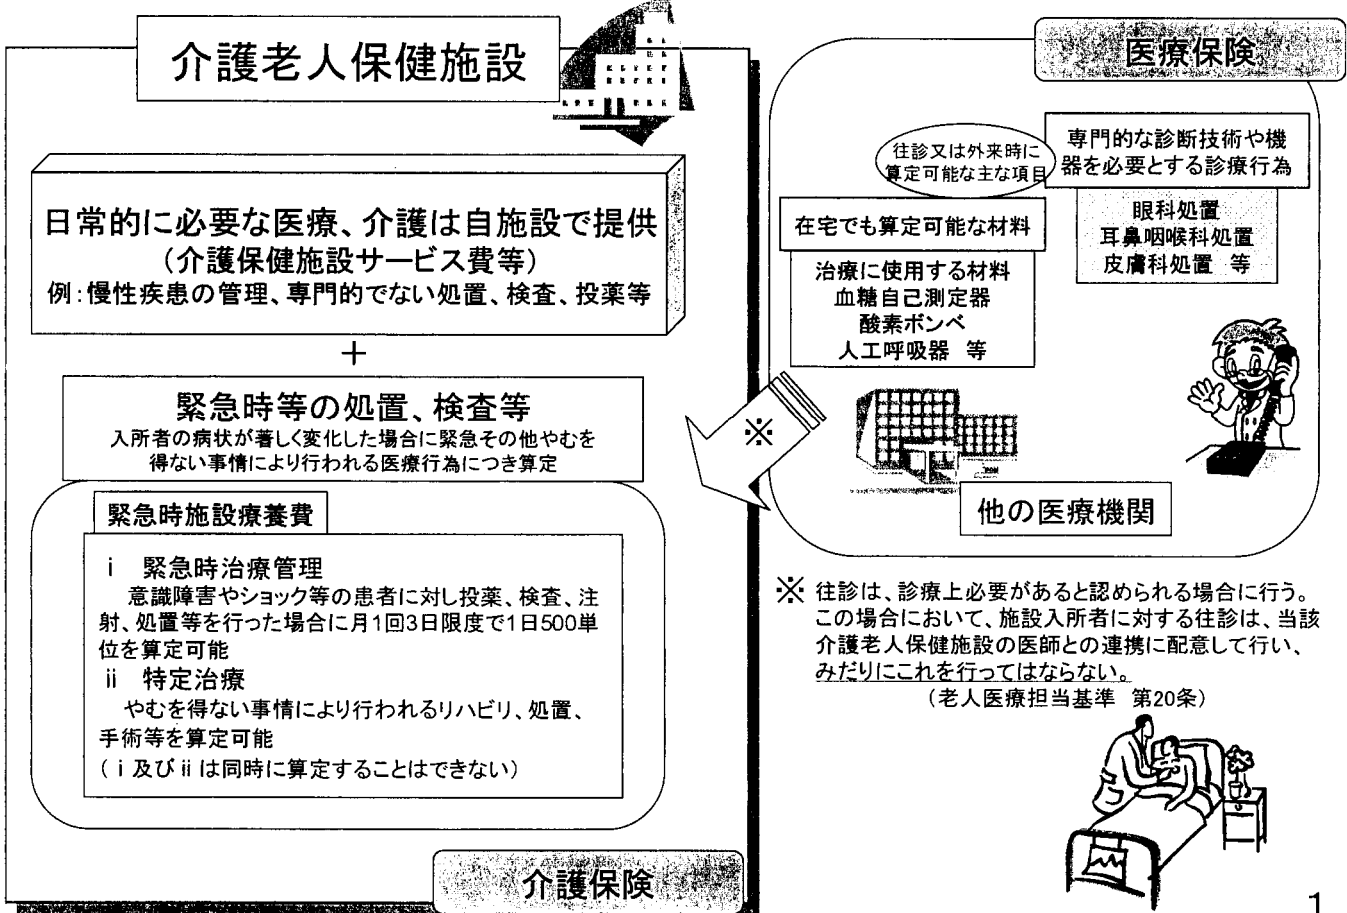 介護老人保健施設
日常的に必要な医療、介護は自施設で提供
（介護保健施設サービス費等）
例：慢性疾患の管理、専門的でない処置、検査、投薬等
＋
緊急時等の処置、検査等
入所者の病状が著しく変化した場合に緊急その他やむを
得ない事情により行われる医療行為につき算定
緊急時施設療養費
ⅰ　緊急時治療管理
意識障害やショック等の患者に対し投薬、検査、注
射、処置等を行った場合に月1回3日限度で1日500単
位を算定可能
ⅱ　特定治療
やむを得ない事情により行われるリハビリ、処置、
手術等を算定可能
（ⅰ及びⅱは同時に算定することはできない）
介護保険
医療保険
往診又は外来時に
算定可能な主な項目
専門的な診断技術や機
器を必要とする診療行為
眼科処置
耳鼻咽喉科処置
皮膚科処置　等
在宅でも算定可能な材料
治療に使用する材料
血糖自己測定器
酸素ボンベ
人工呼吸器　等
※
他の医療機関
※ 往診は、診療上必要があると認められる場合に行う。
この場合において、施設入所者に対する往診は、当該
介護老人保健施設の医師との連携に配意して行い、
みだりにこれを行ってはならない。
（老人医療担当基準　第20条）
1